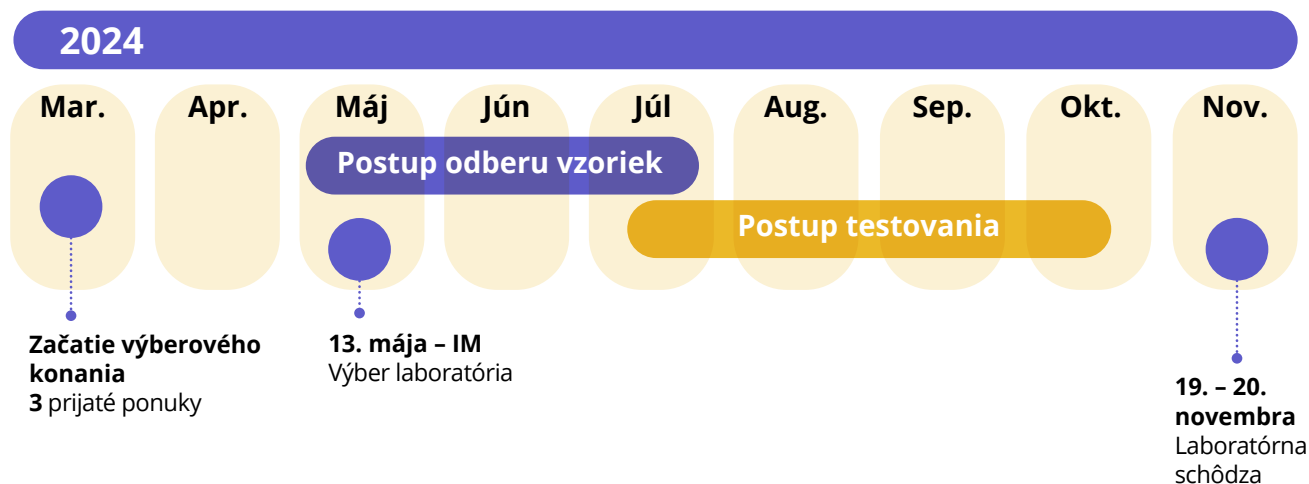 2024
Mar.
Apr.
Máj
Jún
Júl
Aug.
Sep.
Okt.
Nov.
Postup odberu vzoriek
Postup testovania
Začatie výberového
konania
3 prijaté ponuky
13. mája – IM
Výber laboratória
19. – 20.
novembra
Laboratórna
schôdza